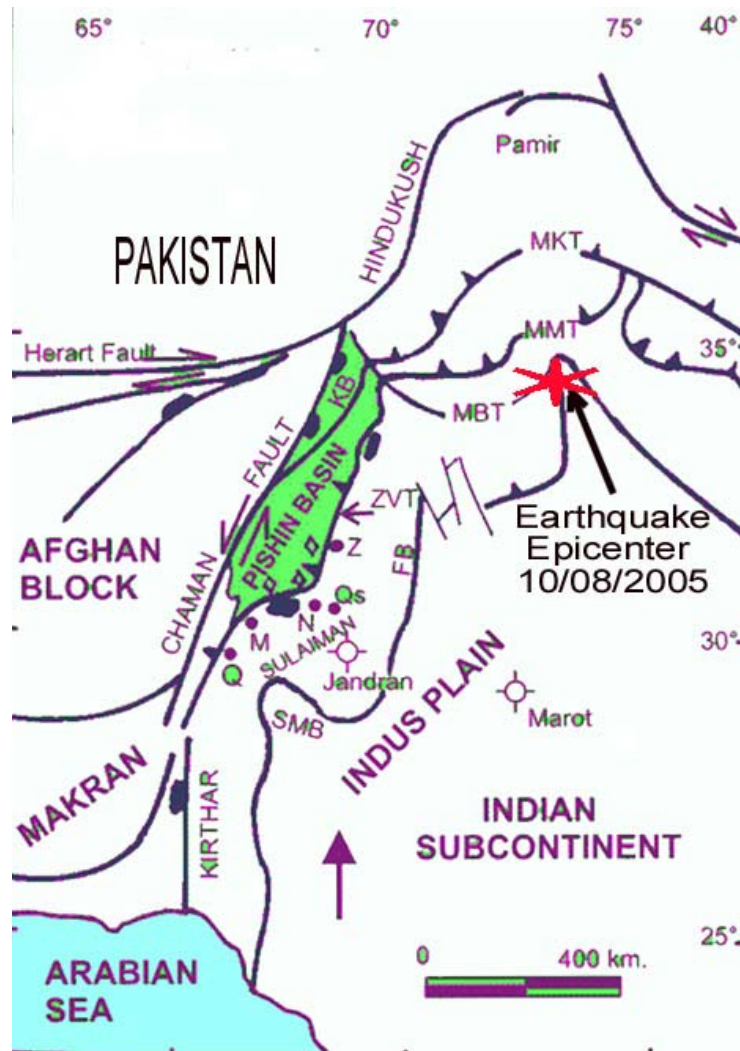 65°
70°
75°
40°
Pamir
HINDUKUSH
PAKISTAN
MKT
Herart Fault
MMT
35°
KB
MBT
CHAMAN FAULT
PISHIN BASIN
ZVT
Earthquake
Epicenter
10/08/2005
AFGHAN
BLOCK
Z
FB
Qs
N
M
SULAIMAN
30°
Q
Jandran
Marot
SMB
INDUS PLAIN
MAKRAN
KIRTHAR
INDIAN
SUBCONTINENT
25°
0
400 km.
ARABIAN
SEA